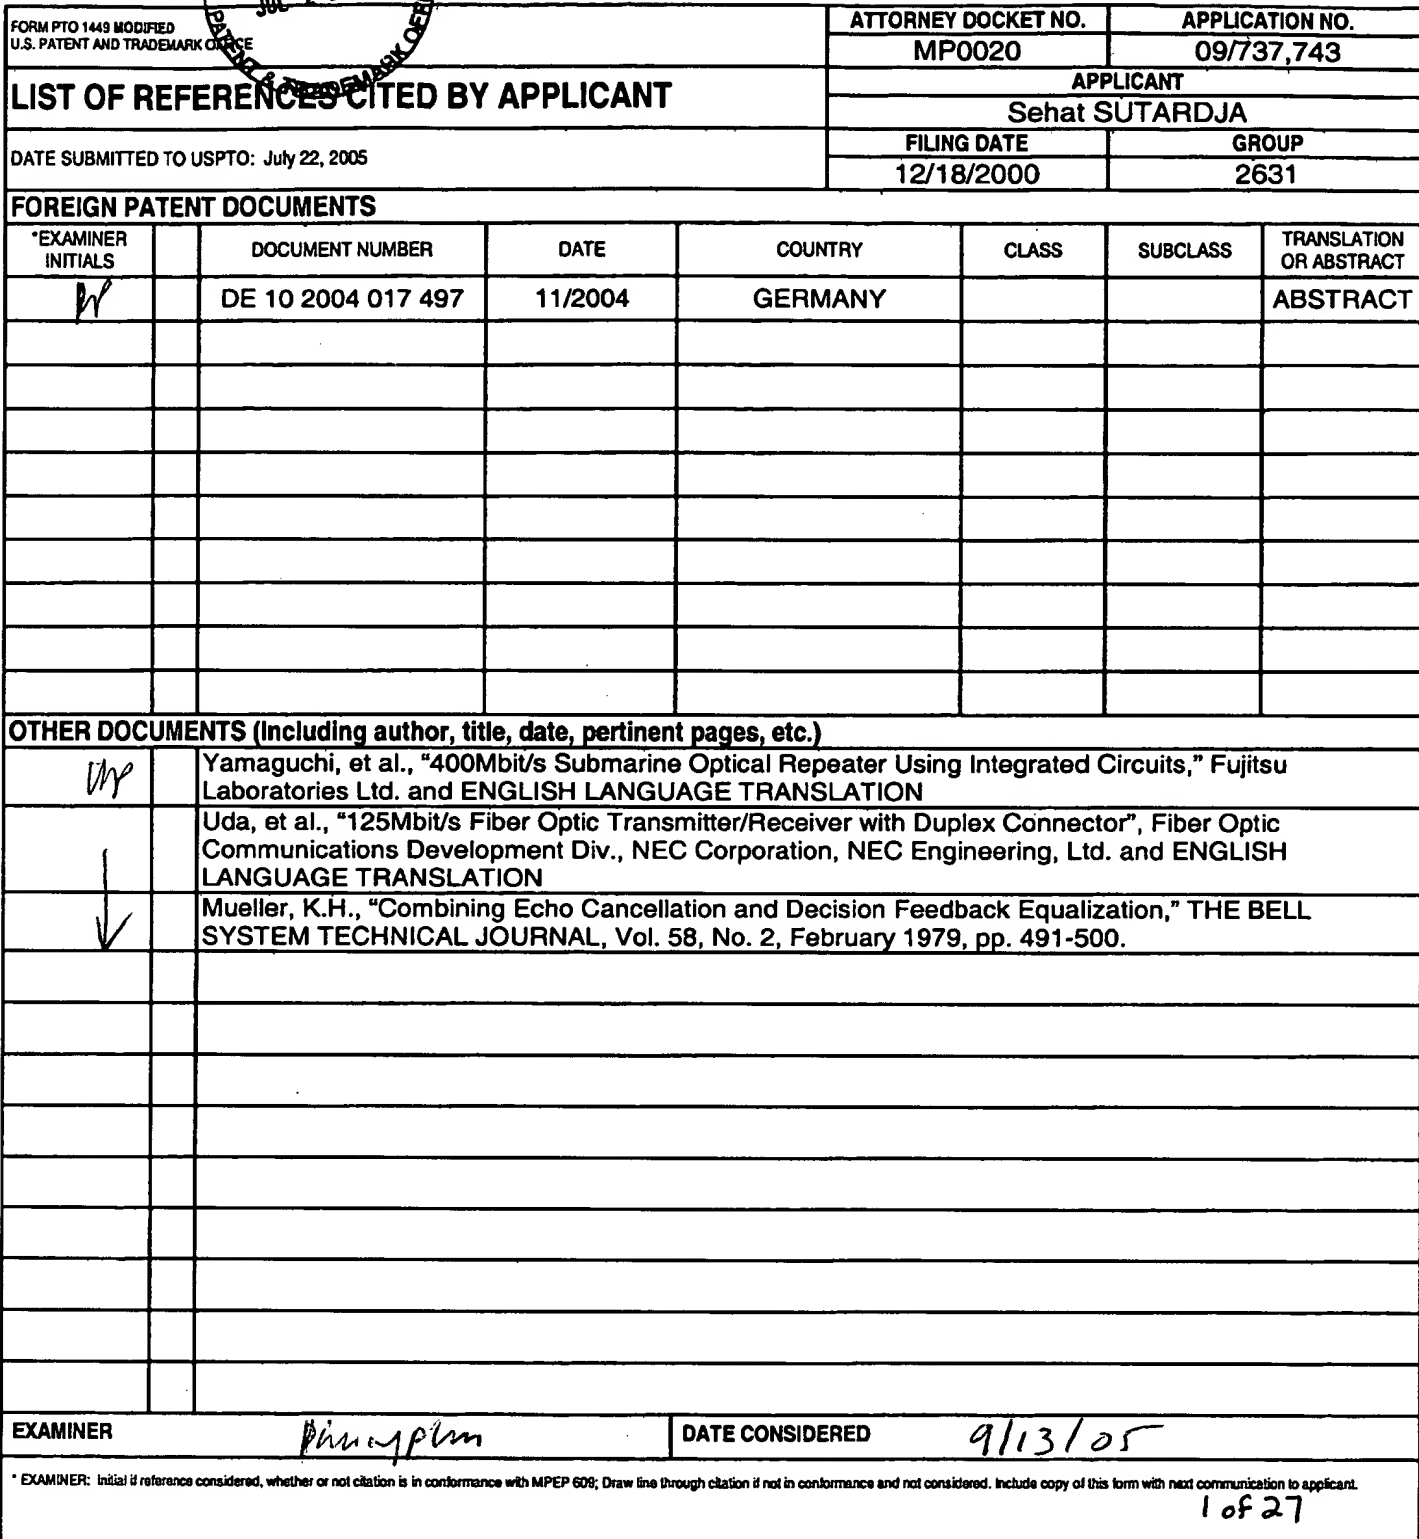 JUL
PATENT & TRADEMARK OFFI
FORM PTO 1449 MODIFIED
U.S. PATENT AND TRADEMARK OFFICE
ATTORNEY DOCKET NO.
APPLICATION NO.
MP0020
09/737,743
LIST OF REFERENCES CITED BY APPLICANT
APPLICANT
Sehat SUTARDJA
DATE SUBMITTED TO USPTO: July 22, 2005
FILING DATE
GROUP
12/18/2000
2631
FOREIGN PATENT DOCUMENTS
*EXAMINER INITIALS
DOCUMENT NUMBER
DATE
COUNTRY
CLASS
SUBCLASS
TRANSLATION OR ABSTRACT
DE 10 2004 017 497
11/2004
GERMANY
ABSTRACT
OTHER DOCUMENTS (Including author, title, date, pertinent pages, etc.)
Yamaguchi, et al., “400Mbit/s Submarine Optical Repeater Using Integrated Circuits,” Fujitsu
Laboratories Ltd. and ENGLISH LANGUAGE TRANSLATION
Uda, et al., “125Mbit/s Fiber Optic Transmitter/Receiver with Duplex Connector”, Fiber Optic
Communications Development Div., NEC Corporation, NEC Engineering, Ltd. and ENGLISH
LANGUAGE TRANSLATION
Mueller, K.H., “Combining Echo Cancellation and Decision Feedback Equalization,” THE BELL
SYSTEM TECHNICAL JOURNAL, Vol. 58, No. 2, February 1979, pp. 491-500.
EXAMINER
DATE CONSIDERED
9/13/05
* EXAMINER: Initial if reference considered, whether or not citation is in conformance with MPEP 609; Draw line through citation if not in conformance and not considered. Include copy of this form with next communication to applicant.
1 of 27